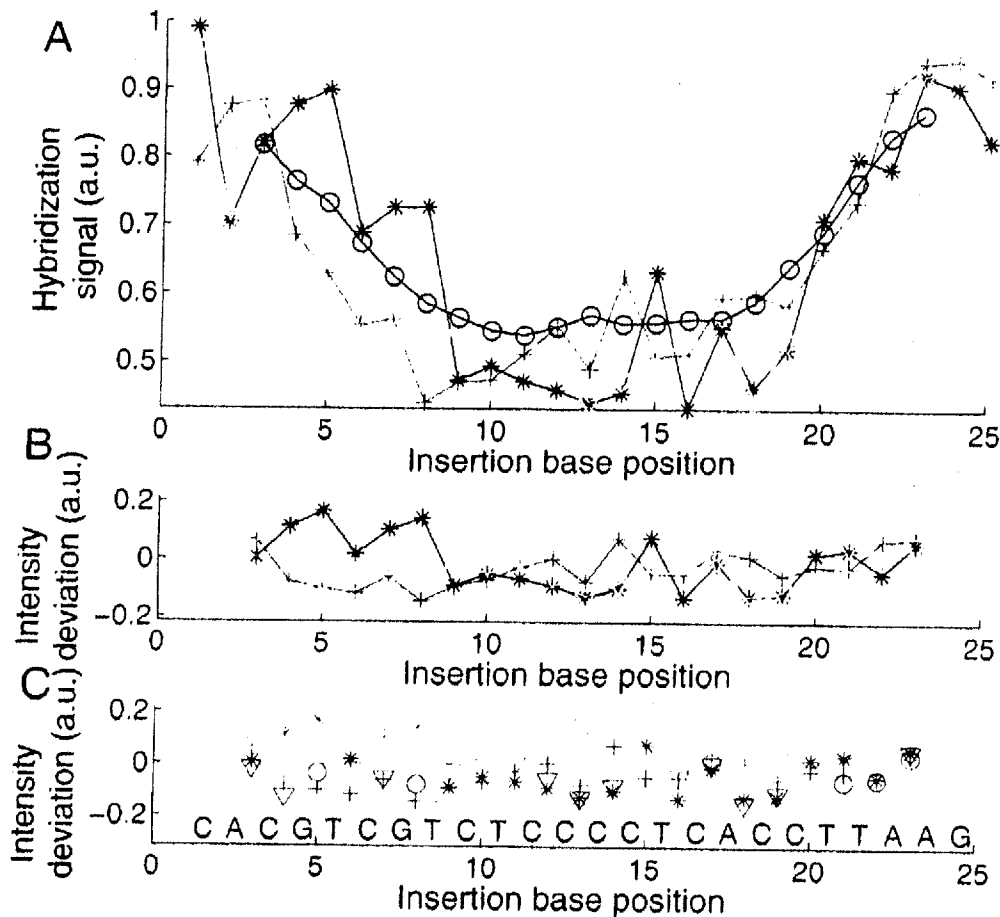 A
1
0.9
0.8
0.7
0.6
0.5
Hybridization
signal (a.u.)
0 5 10 15 20 25
Insertion base position
B
0.2
0
−0.2
Intensity
deviation (a.u.)
0 5 10 15 20 25
Insertion base position
C
0.2
0
−0.2
Intensity
deviation (a.u.)
C A C G T C G T C T C C C C T C A C C T T A A G
0 5 10 15 20 25
Insertion base position